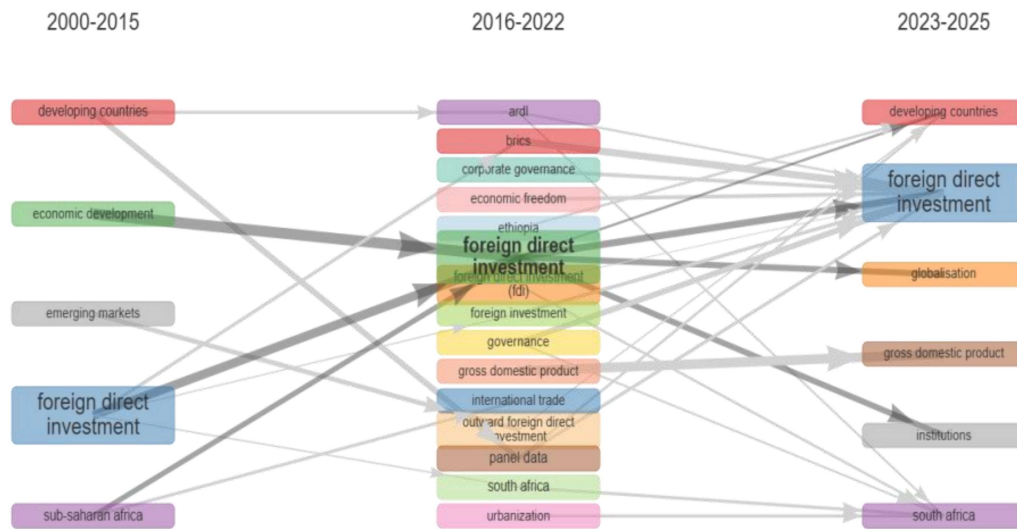 2000-2015
2016-2022
2023-2025
developing countries
economic development
emerging markets
foreign direct
investment
sub-saharan africa
ardl
brics
corporate governance
economic freedom
ethiopia
foreign direct
investment
foreign direct investment
(fdi)
foreign investment
governance
gross domestic product
international trade
outward foreign direct
investment
panel data
south africa
urbanization
developing countries
foreign direct
investment
globalisation
gross domestic product
institutions
south africa